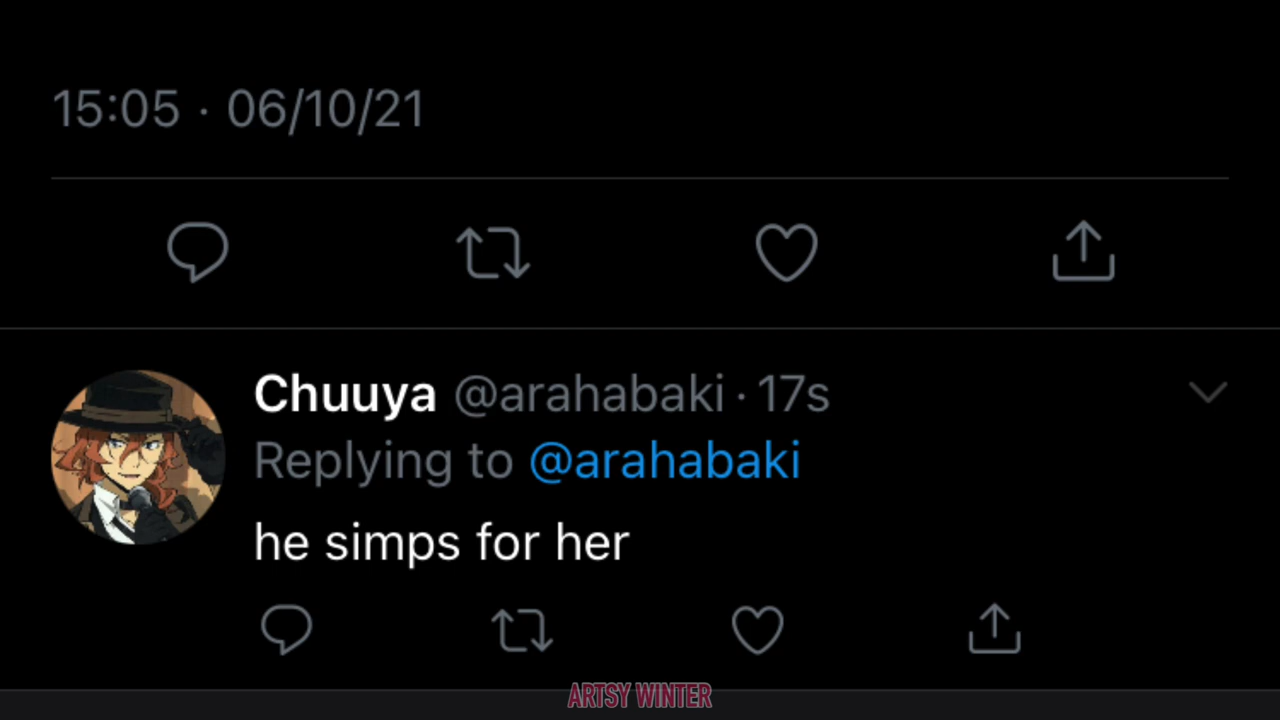 15:05 · 06/10/21
Chuuya @arahabaki · 17s
Replying to @arahabaki
he simps for her
ARTSY WINTER